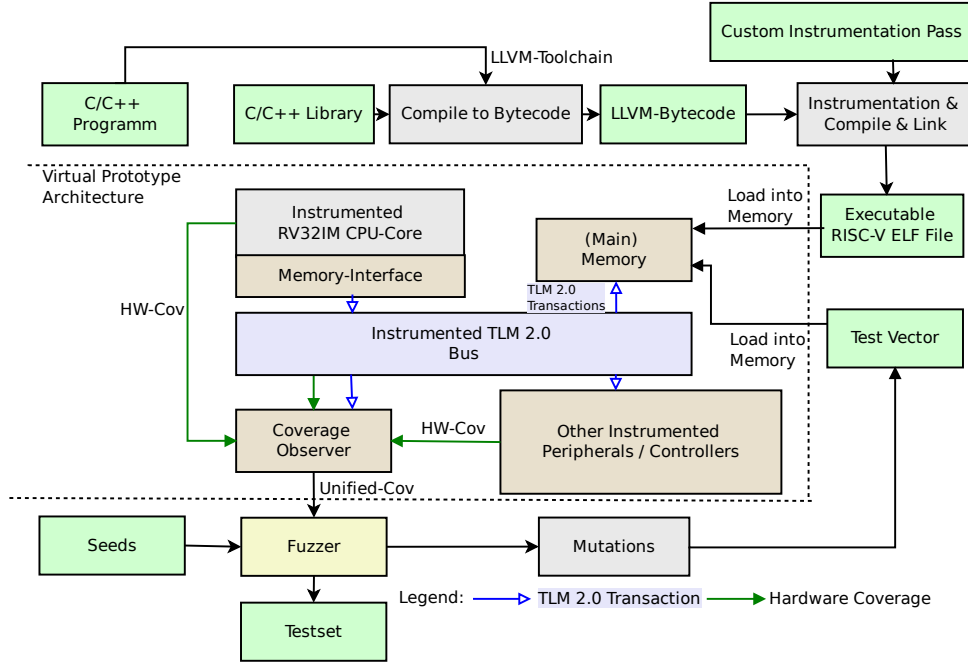 Custom Instrumentation Pass
LLVM-Toolchain
C/C++
Programm
C/C++ Library
Compile to Bytecode
LLVM-Bytecode
Instrumentation &
Compile & Link
Virtual Prototype
Architecture
Instrumented
RV32IM CPU-Core
Memory-Interface
(Main)
Memory
Load into
Memory
Executable
RISC-V ELF File
HW-Cov
TLM 2.0
Transactions
Instrumented TLM 2.0
Bus
Load into
Memory
Test Vector
Coverage
Observer
HW-Cov
Other Instrumented
Peripherals / Controllers
Unified-Cov
Seeds
Fuzzer
Mutations
Legend:
TLM 2.0 Transaction
Hardware Coverage
Testset